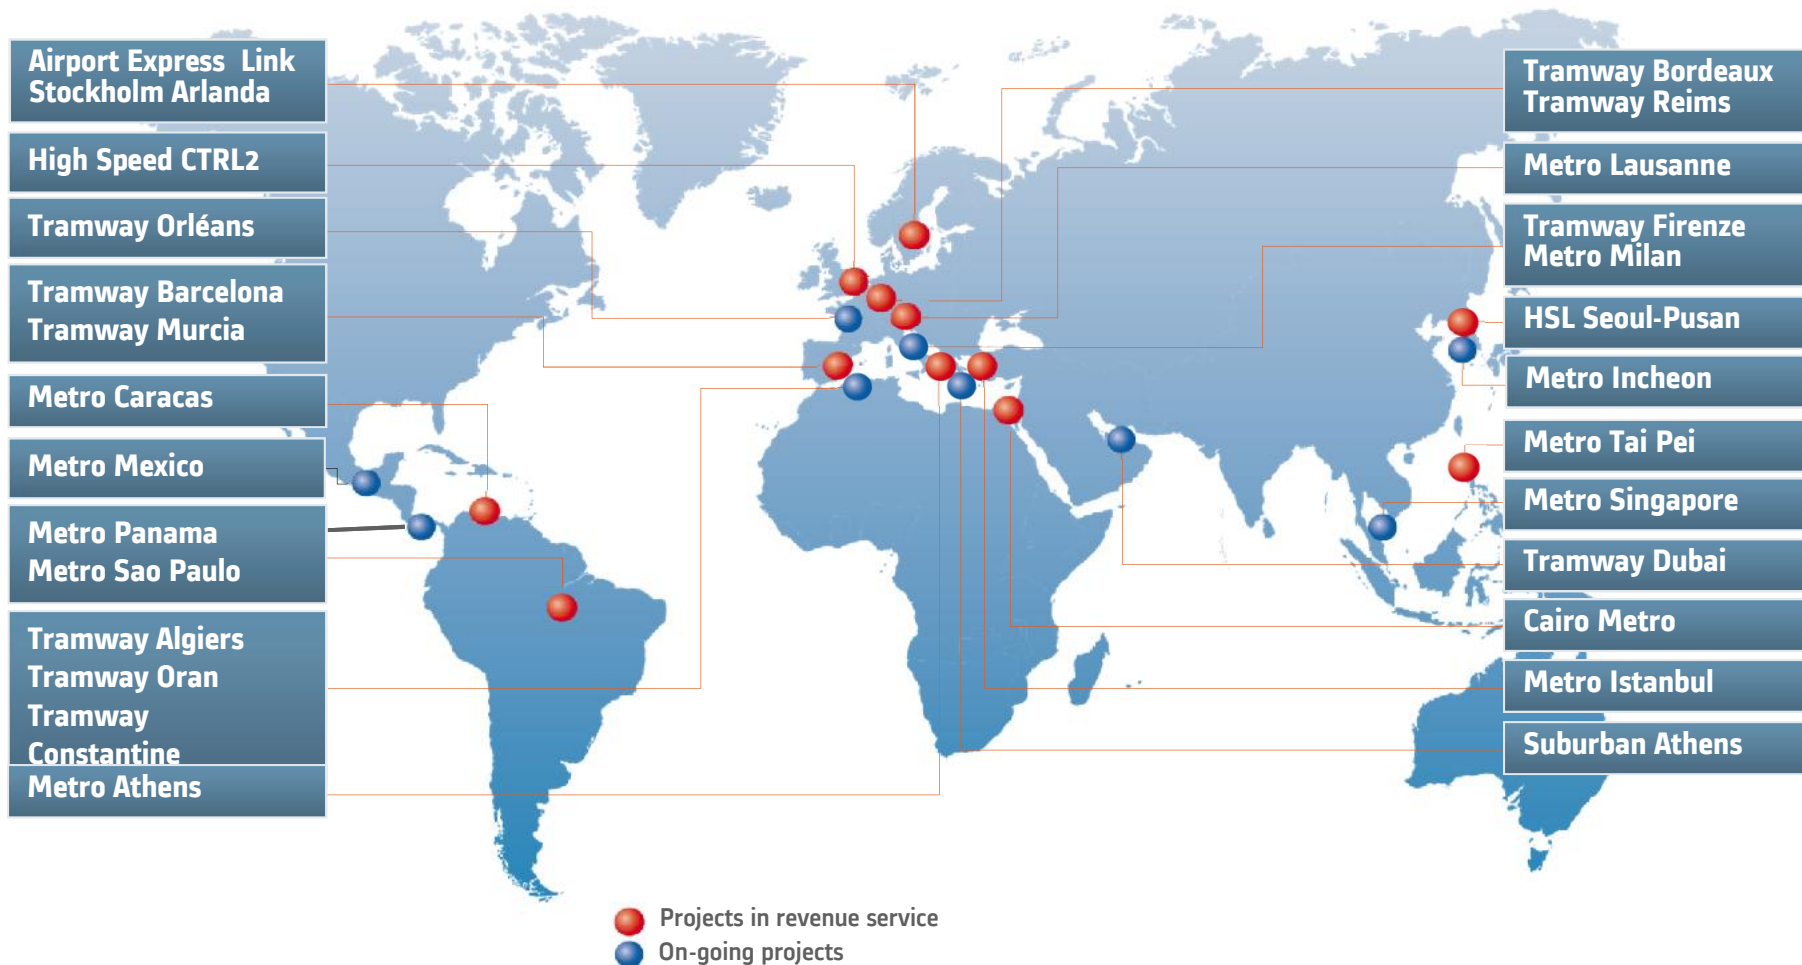 Airport Express Link
Stockholm Arlanda
High Speed CTRL2
Tramway Orléans
Tramway Barcelona
Tramway Murcia
Metro Caracas
Metro Mexico
Metro Panama
Metro Sao Paulo
Tramway Algiers
Tramway Oran
Tramway
Constantine
Metro Athens
Tramway Bordeaux
Tramway Reims
Metro Lausanne
Tramway Firenze
Metro Milan
HSL Seoul-Pusan
Metro Incheon
Metro Tai Pei
Metro Singapore
Tramway Dubai
Cairo Metro
Metro Istanbul
Suburban Athens
Projects in revenue service
On-going projects